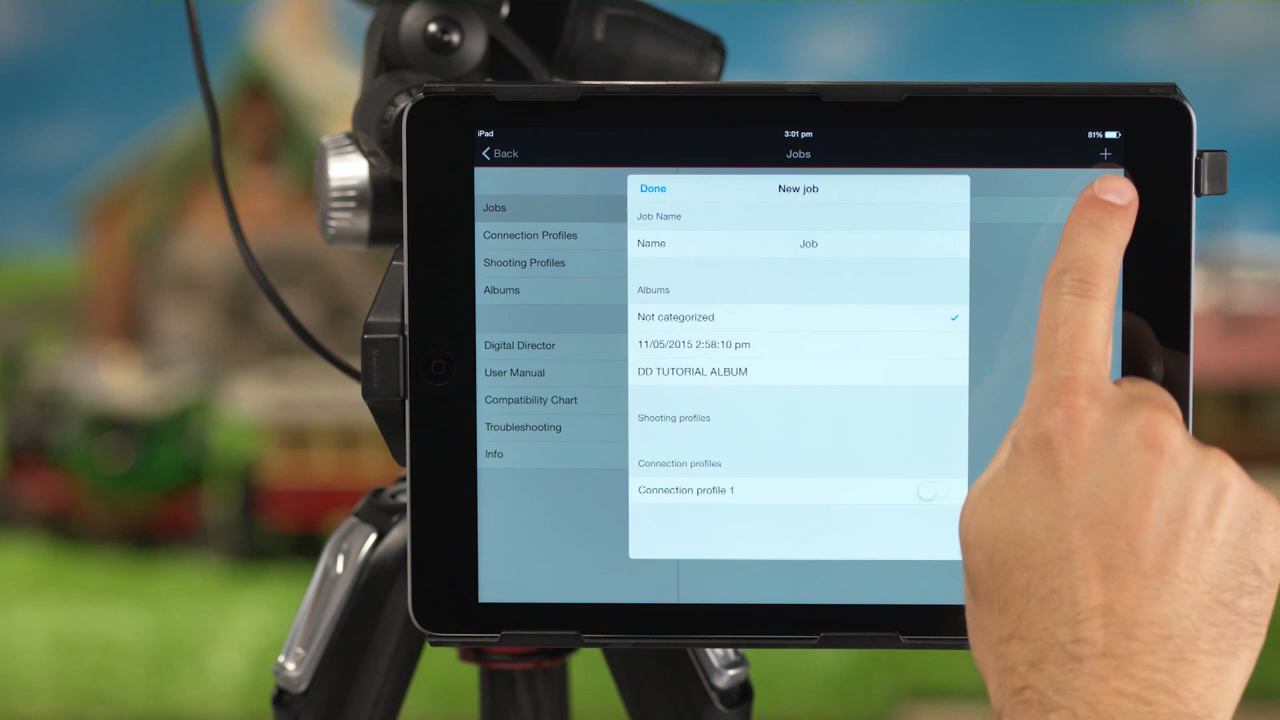 iPad 3:01 pm 81%
Back Jobs +
Done New job
Job Name
Name Job
Albums
Not categorized
11/05/2015 2:58:10 pm
DD TUTORIAL ALBUM
Shooting profiles
Connection profiles
Connection profile 1
Jobs
Connection Profiles
Shooting Profiles
Albums
Digital Director
User Manual
Compatibility Chart
Troubleshooting
Info